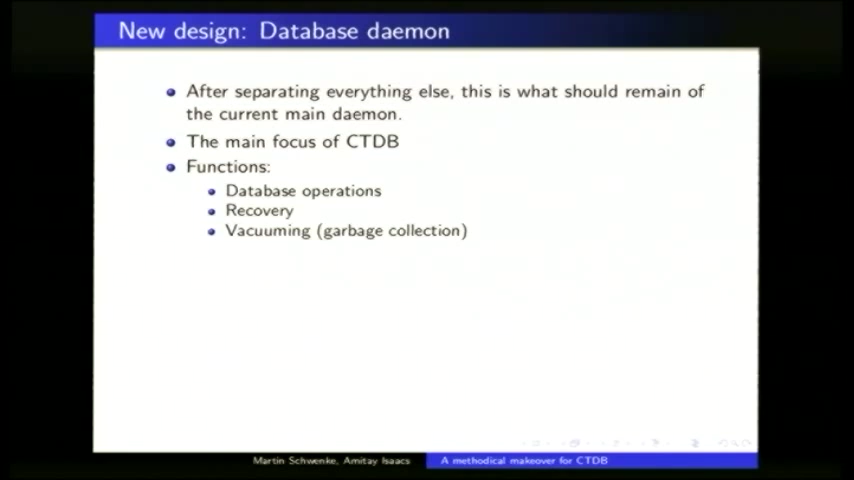 New design: Database daemon
After separating everything else, this is what should remain of
the current main daemon.
The main focus of CTDB
Functions:
Database operations
Recovery
Vacuuming (garbage collection)
Martin Schwenke, Amitay Isaacs
A methodical makeover for CTDB